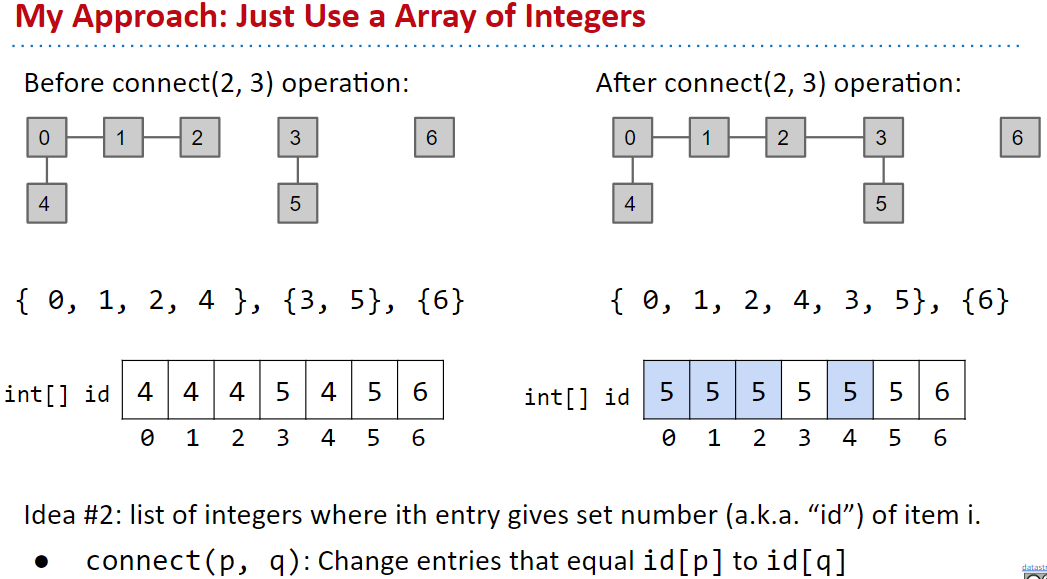 My Approach: Just Use a Array of Integers
Before connect(2, 3) operation:
0 1 2 3 6
4 5
{ 0, 1, 2, 4 }, {3, 5}, {6}
int[] id 4 4 4 5 4 5 6
0 1 2 3 4 5 6
After connect(2, 3) operation:
0 1 2 3 6
4 5
{ 0, 1, 2, 4, 3, 5}, {6}
int[] id 5 5 5 5 5 5 6
0 1 2 3 4 5 6
Idea #2: list of integers where ith entry gives set number (a.k.a. “id”) of item i.
● connect(p, q): Change entries that equal id[p] to id[q]